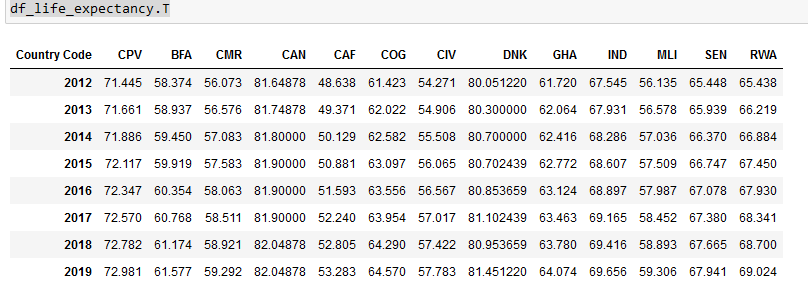 df_life_expectancy.T
Country Code CPV BFA CMR CAN CAF COG CIV DNK GHA IND MLI SEN RWA
2012 71.445 58.374 56.073 81.64878 48.638 61.423 54.271 80.051220 61.720 67.545 56.135 65.448 65.438
2013 71.661 58.937 56.576 81.74878 49.371 62.022 54.906 80.300000 62.064 67.931 56.578 65.939 66.219
2014 71.886 59.450 57.083 81.80000 50.129 62.582 55.508 80.700000 62.416 68.286 57.036 66.370 66.884
2015 72.117 59.919 57.583 81.90000 50.881 63.097 56.065 80.702439 62.772 68.607 57.509 66.747 67.450
2016 72.347 60.354 58.063 81.90000 51.593 63.556 56.567 80.853659 63.124 68.897 57.987 67.078 67.930
2017 72.570 60.768 58.511 81.90000 52.240 63.954 57.017 81.102439 63.463 69.165 58.452 67.380 68.341
2018 72.782 61.174 58.921 82.04878 52.805 64.290 57.422 80.953659 63.780 69.416 58.893 67.665 68.700
2019 72.981 61.577 59.292 82.04878 53.283 64.570 57.783 81.451220 64.074 69.656 59.306 67.941 69.024